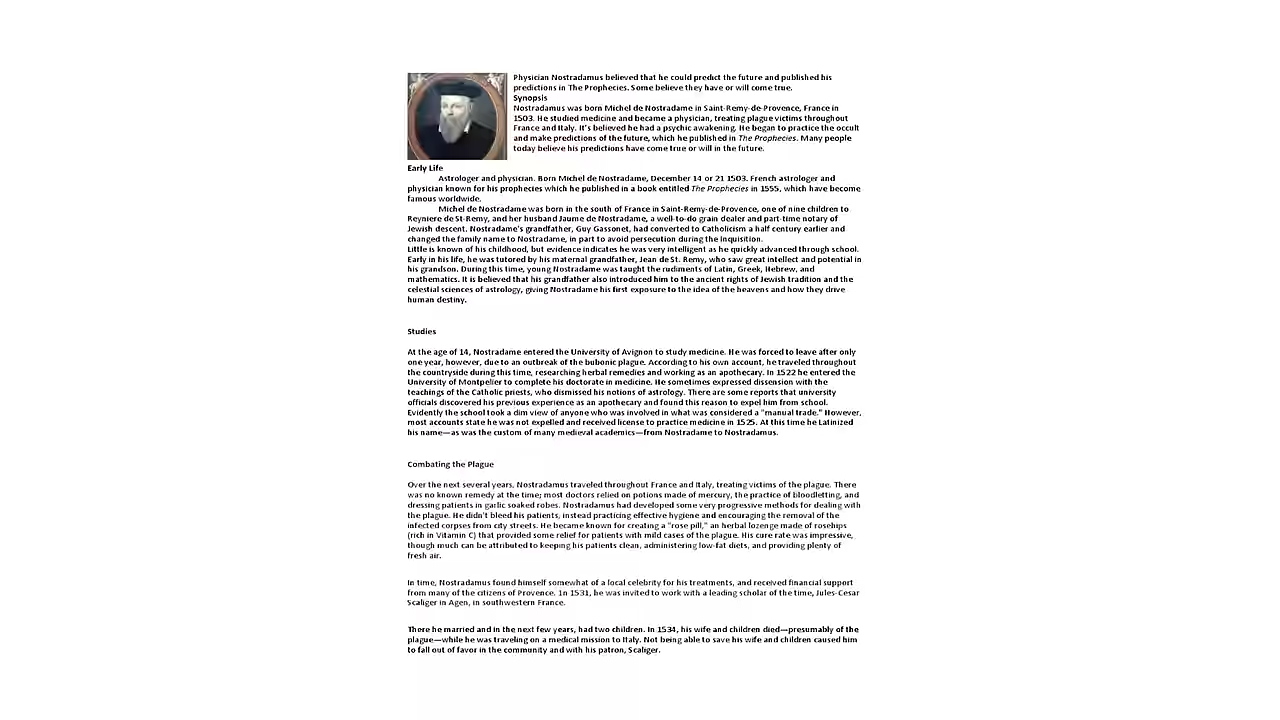 Physician Nostradamus believed that he could predict the future and published his
predictions in The Prophecies. Some believe they have or will come true.
Synopsis
Nostradamus was born Michel de Nostradame in Saint-Remy-de-Provence, France in
1503. He studied medicine and became a physician, treating plague victims throughout
France and Italy. It's believed he had a psychic awakening. He began to practice the occult
and make predictions of the future, which he published in The Prophecies. Many people
today believe his predictions have come true or will in the future.
Early Life
Astrologer and physician. Born Michel de Nostradame, December 14 or 21 1503. French astrologer and
physician known for his prophecies which he published in a book entitled The Prophecies in 1555, which have become
famous worldwide.
Michel de Nostradame was born in the south of France in Saint-Remy-de-Provence, one of nine children to
Reyniere de St-Remy, and her husband Jaume de Nostradame, a well-to-do grain dealer and part-time notary of
Jewish descent. Nostradame's grandfather, Guy Gassonet, had converted to Catholicism a half century earlier and
changed the family name to Nostradame, in part to avoid persecution during the Inquisition.
Little is known of his childhood, but evidence indicates he was very intelligent as he quickly advanced through school.
Early in his life, he was tutored by his maternal grandfather, Jean de St. Remy, who saw great intellect and potential in
his grandson. During this time, young Nostradame was taught the rudiments of Latin, Greek, Hebrew, and
mathematics. It is believed that his grandfather also introduced him to the ancient rights of Jewish tradition and the
celestial sciences of astrology, giving Nostradame his first exposure to the idea of the heavens and how they drive
human destiny.
Studies
At the age of 14, Nostradame entered the University of Avignon to study medicine. He was forced to leave after only
one year, however, due to an outbreak of the bubonic plague. According to his own account, he traveled throughout
the countryside during this time, researching herbal remedies and working as an apothecary. In 1522 he entered the
University of Montpelier to complete his doctorate in medicine. He sometimes expressed dissension with the
teachings of the Catholic priests, who dismissed his notions of astrology. There are some reports that university
officials discovered his previous experience as an apothecary and found this reason to expel him from school.
Evidently the school took a dim view of anyone who was involved in what was considered a "manual trade." However,
most accounts state he was not expelled and received license to practice medicine in 1525. At this time he Latinized
his name—as was the custom of many medieval academics—from Nostradame to Nostradamus.
Combating the Plague
Over the next several years, Nostradamus traveled throughout France and Italy, treating victims of the plague. There
was no known remedy at the time; most doctors relied on potions made of mercury, the practice of bloodletting, and
dressing patients in garlic soaked robes. Nostradamus had developed some very progressive methods for dealing with
the plague. He didn't bleed his patients, instead practicing effective hygiene and encouraging the removal of the
infected corpses from city streets. He became known for creating a "rose pill," an herbal lozenge made of rosehips
(rich in Vitamin C) that provided some relief for patients with mild cases of the plague. His cure rate was impressive,
though much can be attributed to keeping his patients clean, administering low-fat diets, and providing plenty of
fresh air.
In time, Nostradamus found himself somewhat of a local celebrity for his treatments, and received financial support
from many of the citizens of Provence. In 1531, he was invited to work with a leading scholar of the time, Jules-Cesar
Scaliger in Agen, in southwestern France.
There he married and in the next few years, had two children. In 1534, his wife and children died—presumably of the
plague—while he was traveling on a medical mission to Italy. Not being able to save his wife and children caused him
to fall out of favor in the community and with his patron, Scaliger.